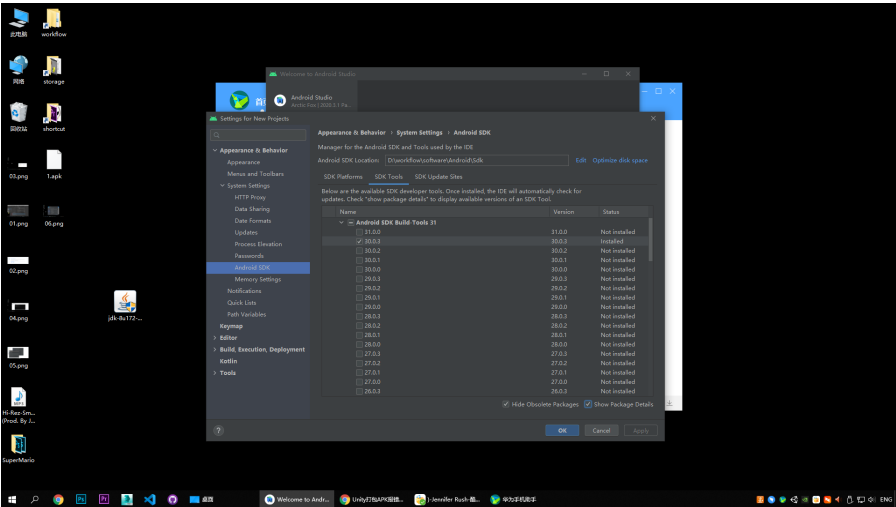 此电脑
workflow
网络
storage
回收站
shortcut
03.png
1.apk
01.png
06.png
02.png
04.png
jdk-8u172-...
05.png
Hi-Rez-Sm...
(Prod. By J...
SuperMario
Welcome to Android Studio
Android Studio
Arctic Fox | 2020.3.1 Pa...
Settings for New Projects
Appearance & Behavior
Appearance
Menus and Toolbars
System Settings
HTTP Proxy
Data Sharing
Date Formats
Updates
Process Elevation
Passwords
Android SDK
Memory Settings
Notifications
Quick Lists
Path Variables
Keymap
Editor
Build, Execution, Deployment
Kotlin
Tools
Appearance & Behavior › System Settings › Android SDK
Manager for the Android SDK and Tools used by the IDE
Android SDK Location: D:\workflow\software\Android\Sdk Edit Optimize disk space
SDK Platforms SDK Tools SDK Update Sites
Below are the available SDK developer tools. Once installed, the IDE will automatically check for
updates. Check "show package details" to display available versions of an SDK Tool.
Name Version Status
Android SDK Build-Tools 31
31.0.0 31.0.0 Not installed
30.0.3 30.0.3 Installed
30.0.2 30.0.2 Not installed
30.0.1 30.0.1 Not installed
30.0.0 30.0.0 Not installed
29.0.3 29.0.3 Not installed
29.0.2 29.0.2 Not installed
29.0.1 29.0.1 Not installed
29.0.0 29.0.0 Not installed
28.0.3 28.0.3 Not installed
28.0.2 28.0.2 Not installed
28.0.1 28.0.1 Not installed
28.0.0 28.0.0 Not installed
27.0.3 27.0.3 Not installed
27.0.2 27.0.2 Not installed
27.0.1 27.0.1 Not installed
27.0.0 27.0.0 Not installed
26.0.3 26.0.3 Not installed
Hide Obsolete Packages Show Package Details
? OK Cancel Apply
桌面
Welcome to Andr...
Unity打包APK报错...
)-Jennifer Rush-酷...
华为手机助手
ENG